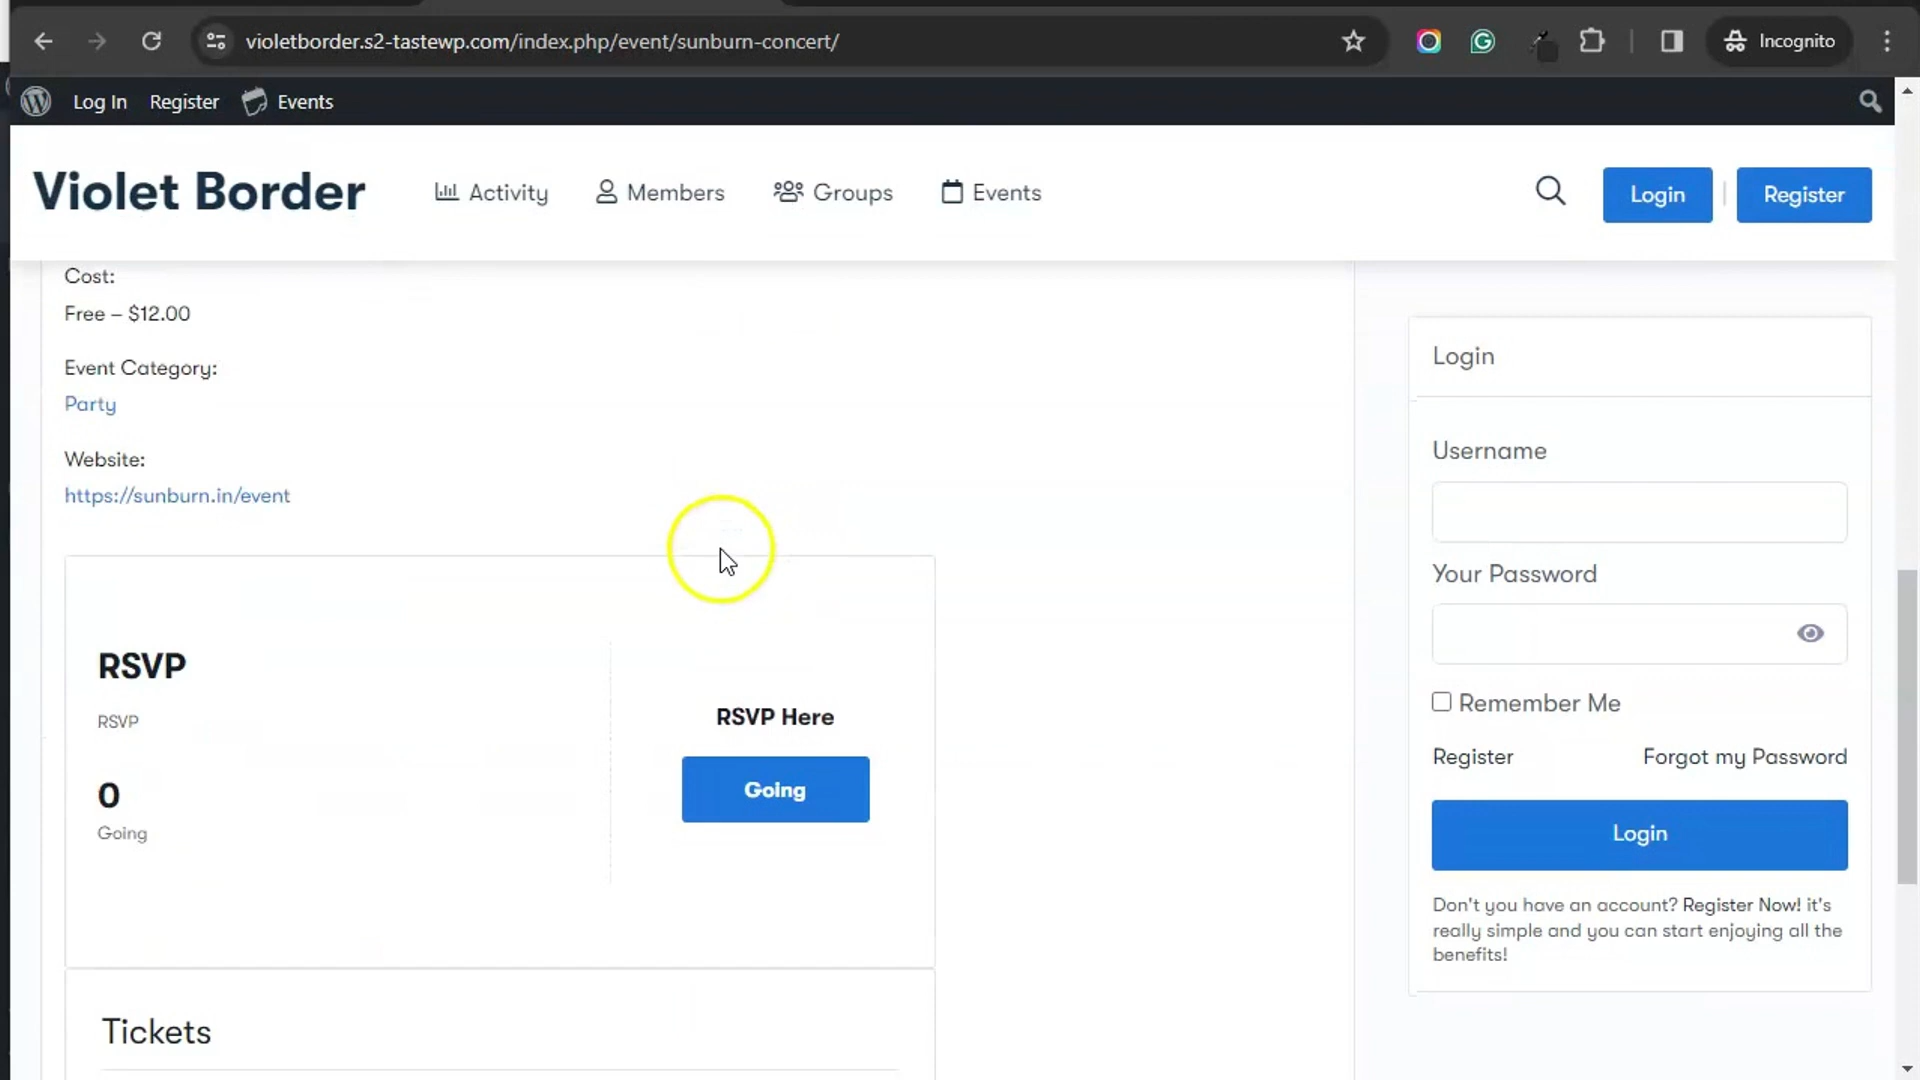 violetborder.s2-tastewp.com/index.php/event/sunburn-concert/
Incognito
Log In
Register
Events
Violet Border
Activity
Members
Groups
Events
Login
Register
Cost:
Free – $12.00
Event Category:
Party
Website:
https://sunburn.in/event
RSVP
RSVP
0
Going
RSVP Here
Going
Tickets
Login
Username
Your Password
Remember Me
Register
Forgot my Password
Login
Don't you have an account? Register Now! it's
really simple and you can start enjoying all the
benefits!